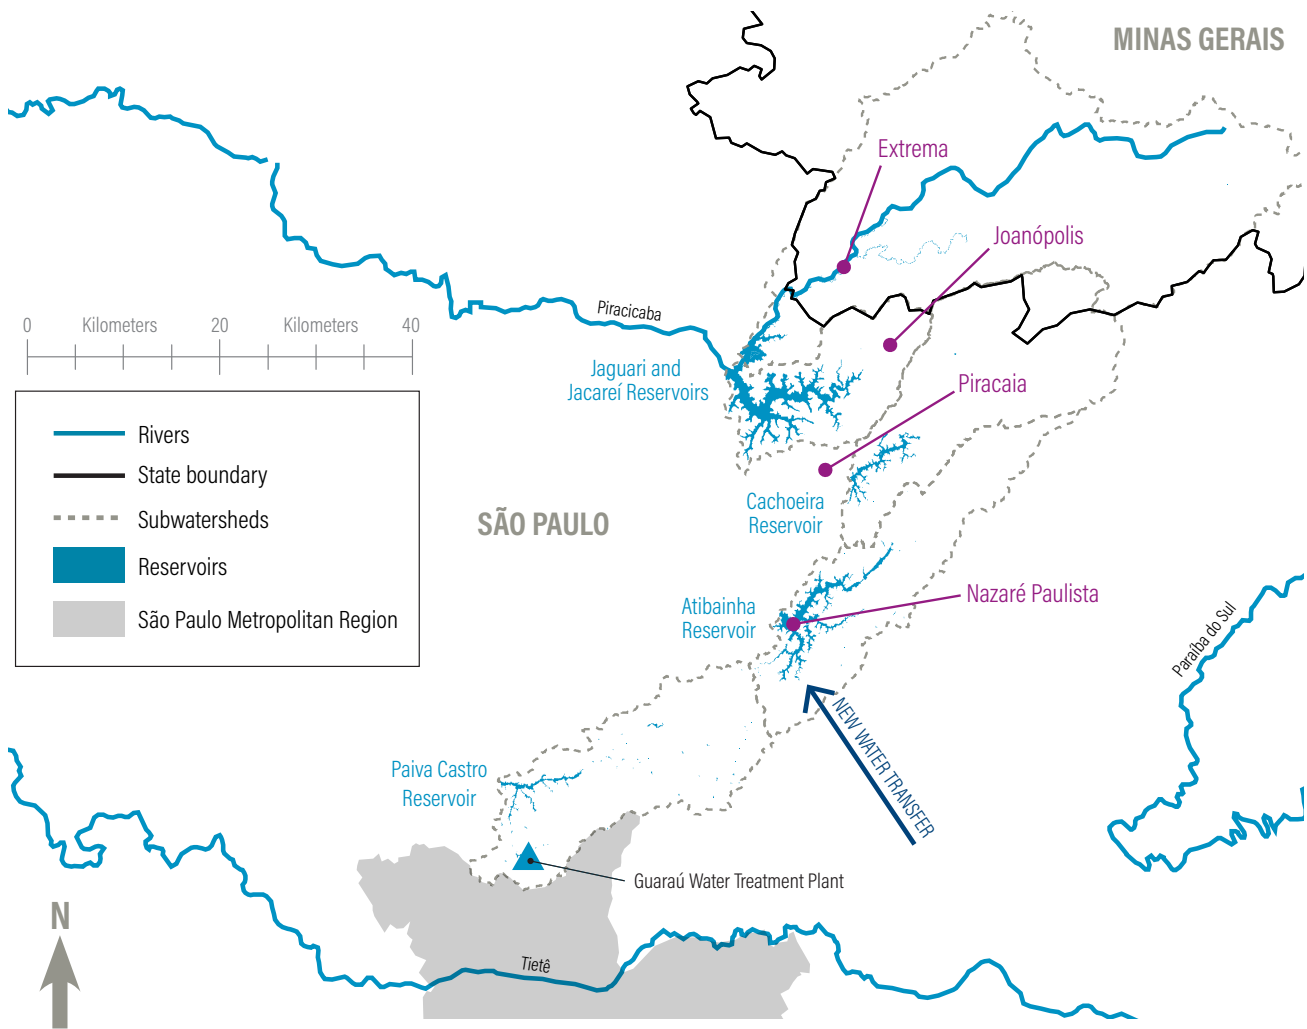 MINAS GERAIS
Extrema
Joanópolis
Piracicaba
0 Kilometers 20 Kilometers 40
Jaguari and
Jacareí Reservoirs
Piracaia
Rivers
State boundary
Subwatersheds
Reservoirs
São Paulo Metropolitan Region
Cachoeira
Reservoir
SÃO PAULO
Atibainha
Reservoir
Nazaré Paulista
Paraíba do Sul
NEW WATER TRANSFER
Paiva Castro
Reservoir
Guaraú Water Treatment Plant
N
Tietê